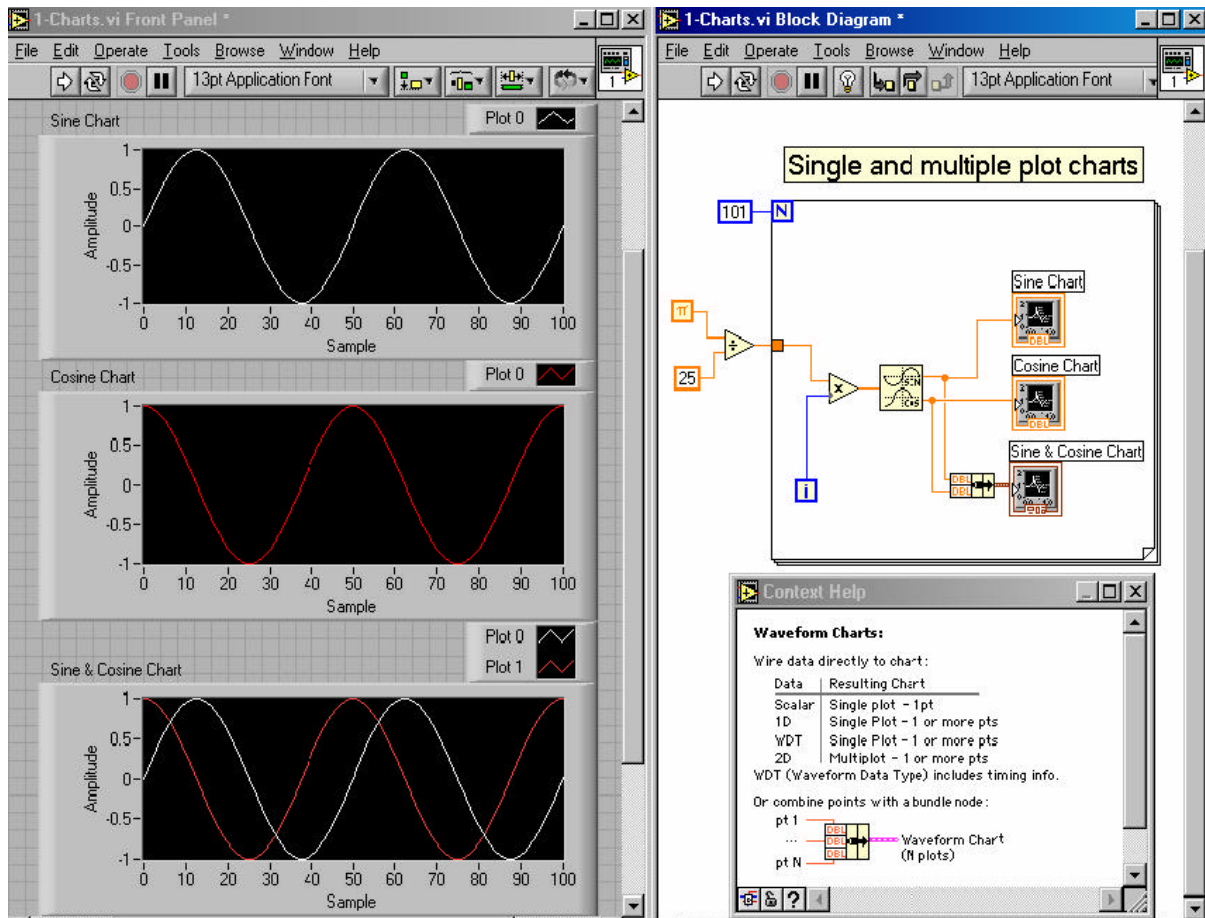 1-Charts.vi Front Panel *
File Edit Operate Tools Browse Window Help
13pt Application Font
1
Sine Chart
Plot 0
Amplitude
1
0.5
0
-0.5
-1
0 10 20 30 40 50 60 70 80 90 100
Sample
Cosine Chart
Plot 0
Amplitude
1
0.5
0
-0.5
-1
0 10 20 30 40 50 60 70 80 90 100
Sample
Plot 0
Plot 1
Sine & Cosine Chart
Amplitude
1
0.5
0
-0.5
-1
0 10 20 30 40 50 60 70 80 90 100
Sample
1-Charts.vi Block Diagram *
File Edit Operate Tools Browse Window Help
13pt Application Font
1
Single and multiple plot charts
101 N
π
÷
25
x
i
SIN
COS
Sine Chart
DBL
Cosine Chart
DBL
Sine & Cosine Chart
DBL
DBL
Context Help
Waveform Charts:
Wire data directly to chart:
Data Resulting Chart
Scalar Single plot - 1pt
1D Single Plot - 1 or more pts
WDT Single Plot - 1 or more pts
2D Multiplot - 1 or more pts
WDT (Waveform Data Type) includes timing info.
Or combine points with a bundle node:
pt 1
...
pt N
DBL
DBL
DBL
Waveform Chart
(N plots)
?